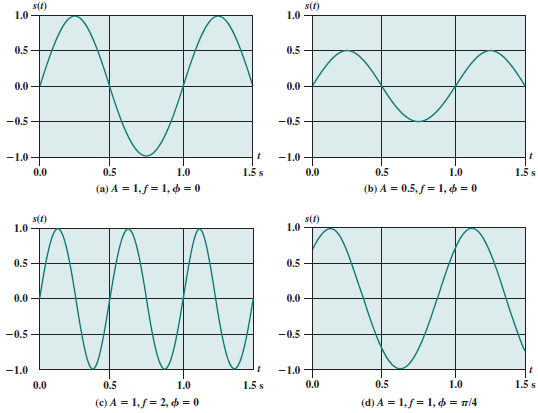 s(t)
1.0
0.5
0.0
−0.5
−1.0
t
0.0 0.5 1.0 1.5 s
(a) A = 1, f = 1, ϕ = 0
s(t)
1.0
0.5
0.0
−0.5
−1.0
t
0.0 0.5 1.0 1.5 s
(b) A = 0.5, f = 1, ϕ = 0
s(t)
1.0
0.5
0.0
−0.5
−1.0
t
0.0 0.5 1.0 1.5 s
(c) A = 1, f = 2, ϕ = 0
s(t)
1.0
0.5
0.0
−0.5
−1.0
t
0.0 0.5 1.0 1.5 s
(d) A = 1, f = 1, ϕ = π/4